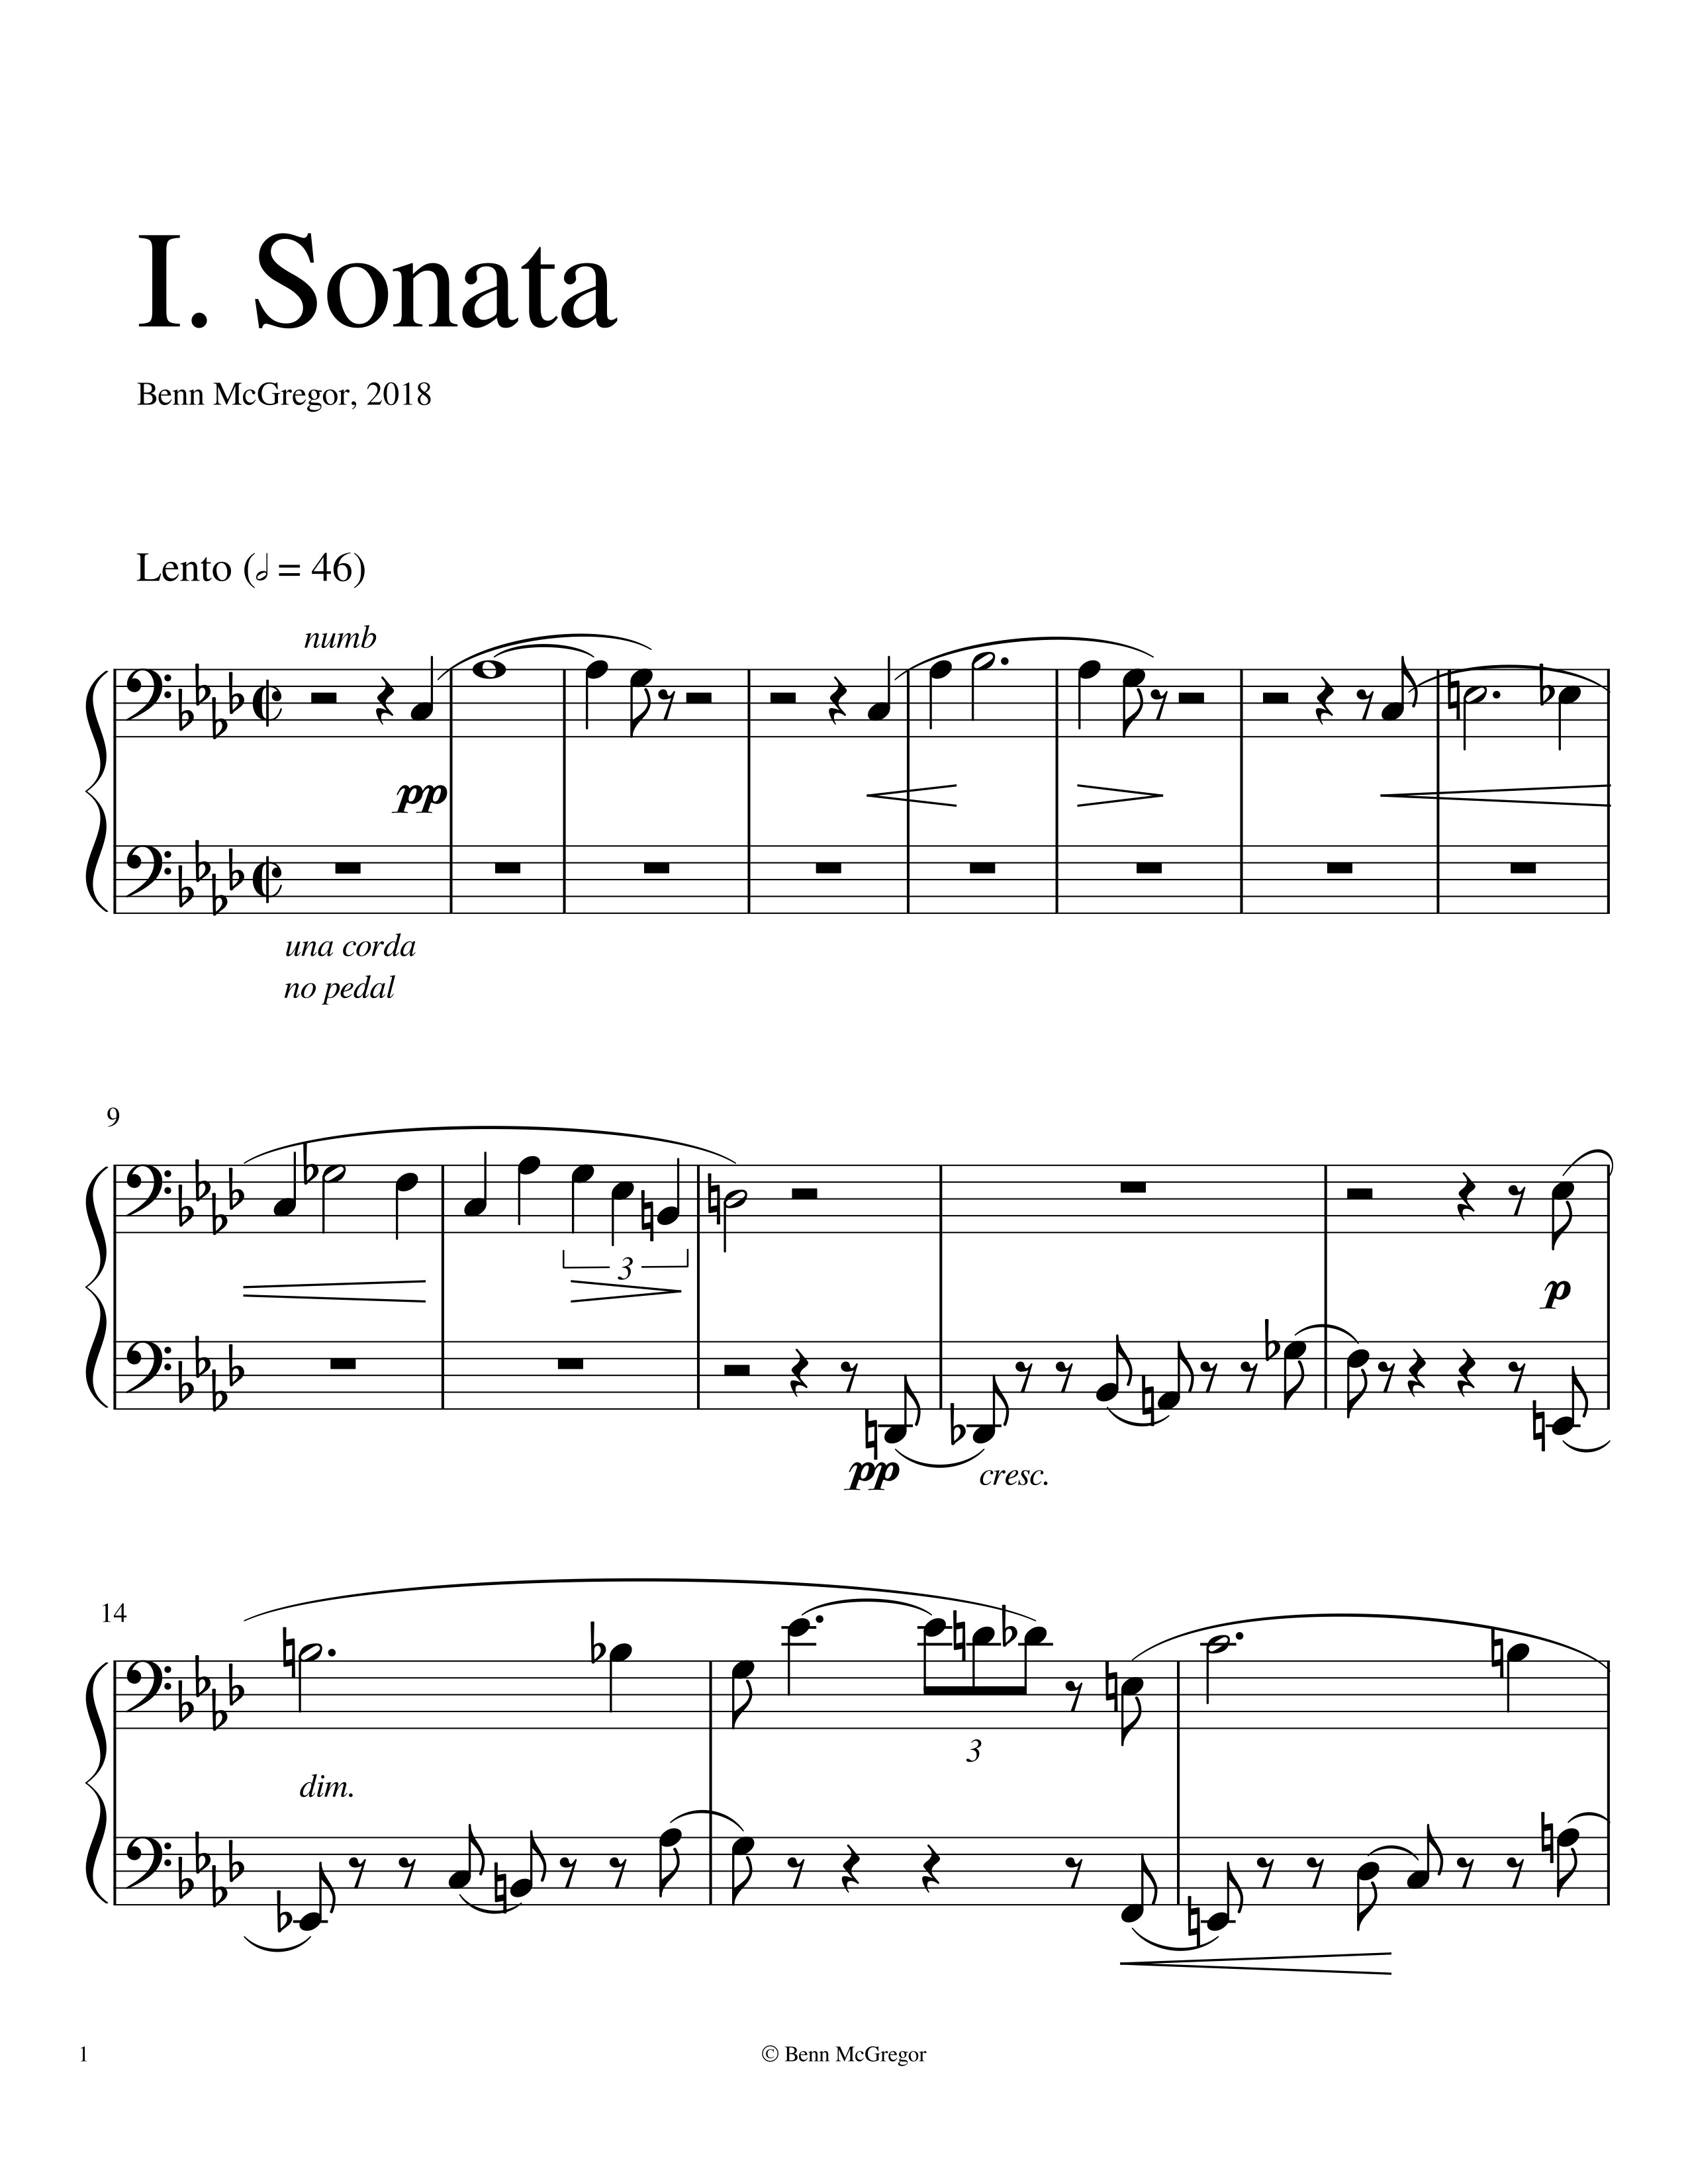 I. Sonata
Benn McGregor, 2018
Lento (𝅗𝅥 = 46)
numb
pp
una corda
no pedal
9
3
p
pp
cresc.
14
3
dim.
1
© Benn McGregor